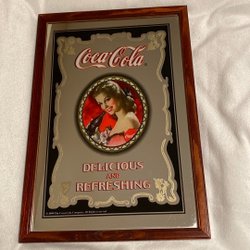 Coca-Cola
DELICIOUS
AND
REFRESHING